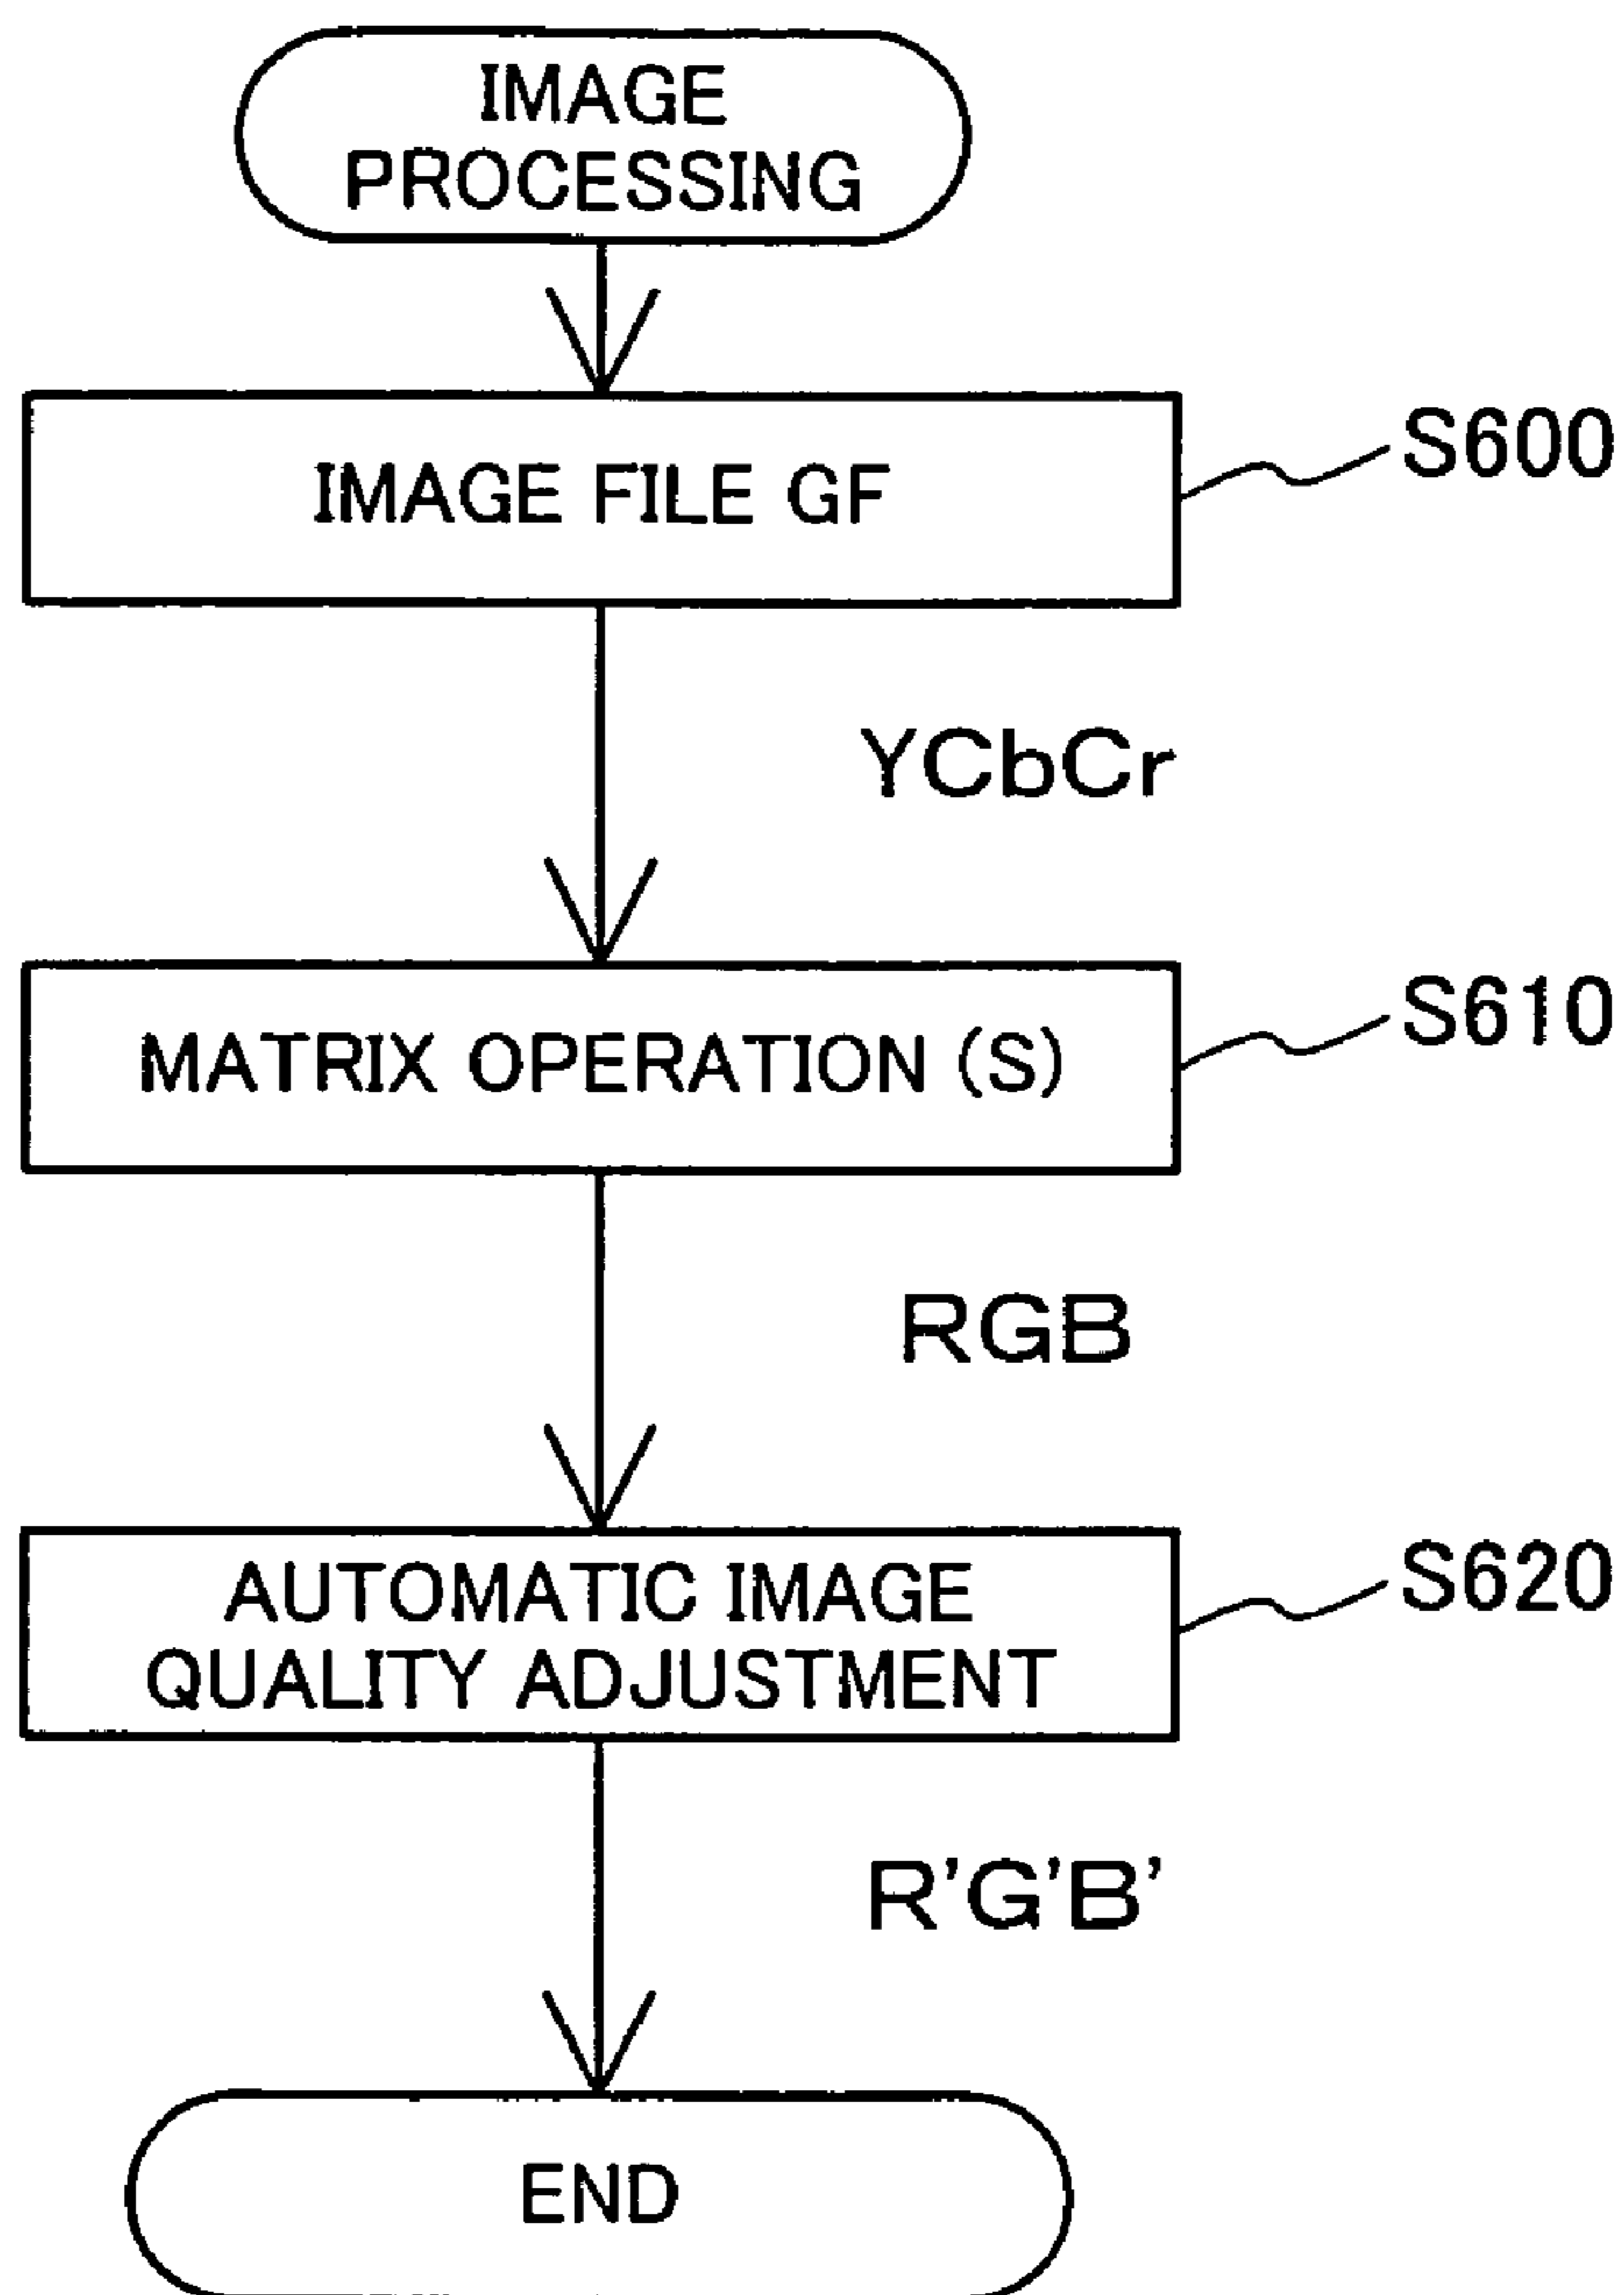 IMAGE
PROCESSING
IMAGE FILE GF
S600
YCbCr
MATRIX OPERATION (S)
S610
RGB
AUTOMATIC IMAGE
QUALITY ADJUSTMENT
S620
R'G'B'
END